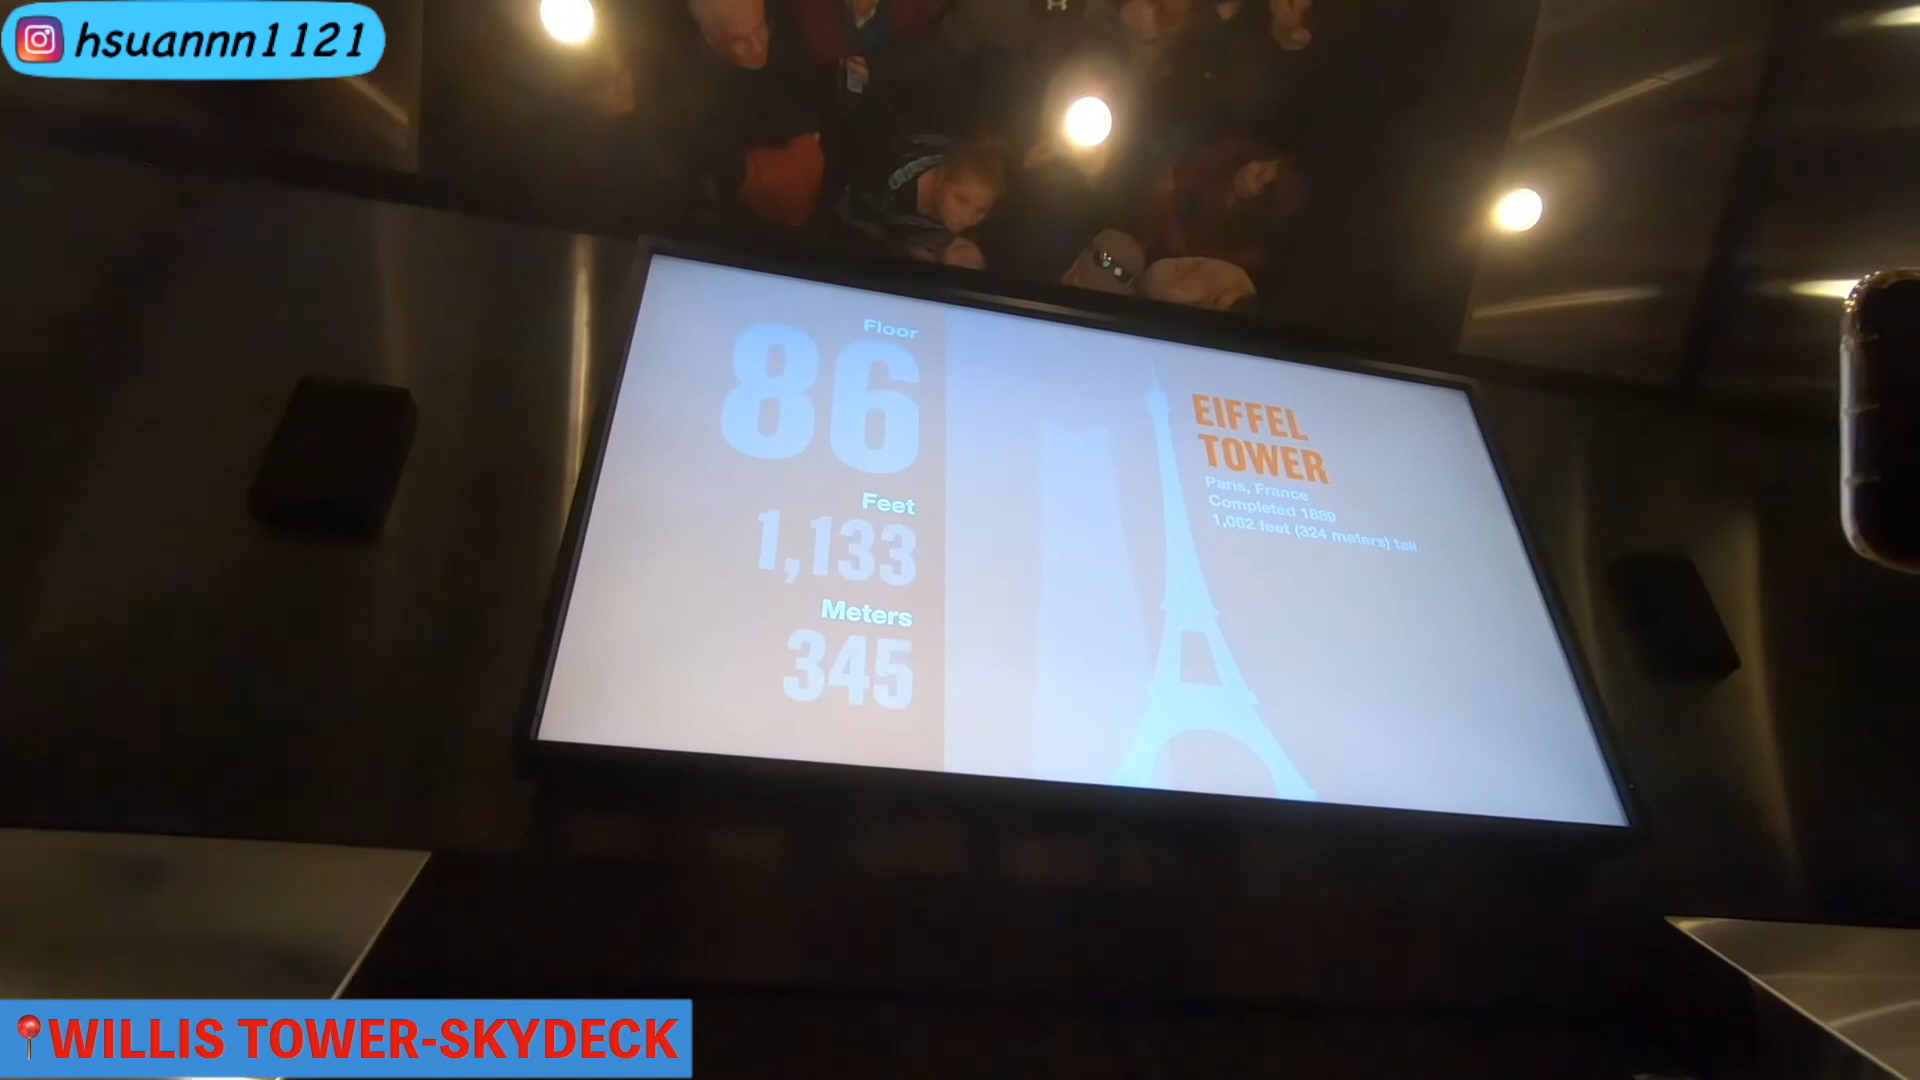 hsuannn1121
Floor
86
Feet
1,133
Meters
345
EIFFEL
TOWER
Paris, France
Completed 1889
1,062 feet (324 meters) tall
WILLIS TOWER-SKYDECK